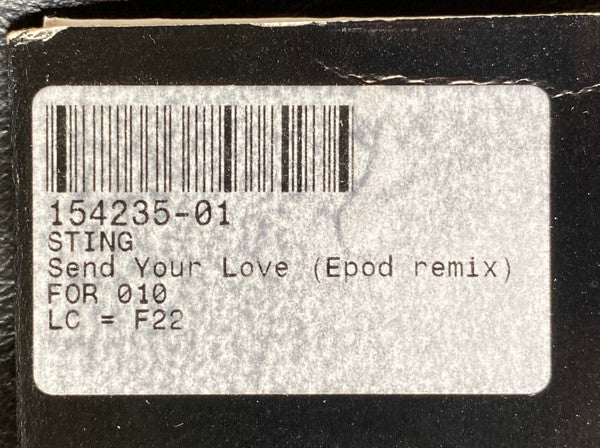 154235-01
STING
Send Your Love (Epod remix)
FOR 010
LC = F22